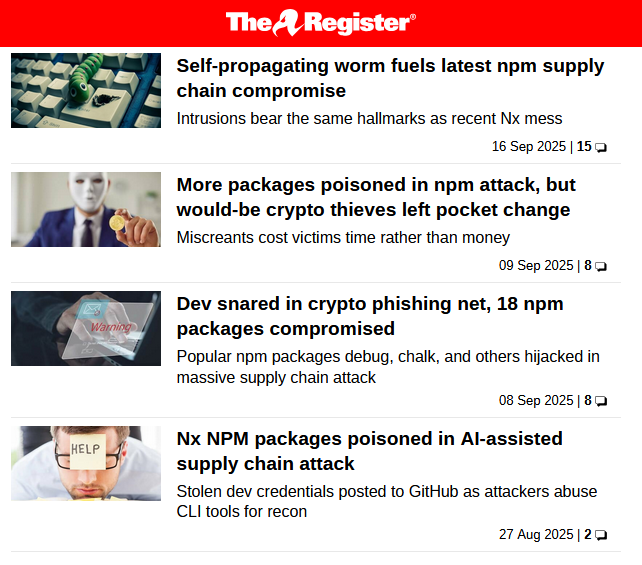 The Register®
Self-propagating worm fuels latest npm supply
chain compromise
Intrusions bear the same hallmarks as recent Nx mess
16 Sep 2025 | 15
More packages poisoned in npm attack, but
would-be crypto thieves left pocket change
Miscreants cost victims time rather than money
09 Sep 2025 | 8
Warning
Dev snared in crypto phishing net, 18 npm
packages compromised
Popular npm packages debug, chalk, and others hijacked in
massive supply chain attack
08 Sep 2025 | 8
HELP
Nx NPM packages poisoned in AI-assisted
supply chain attack
Stolen dev credentials posted to GitHub as attackers abuse
CLI tools for recon
27 Aug 2025 | 2